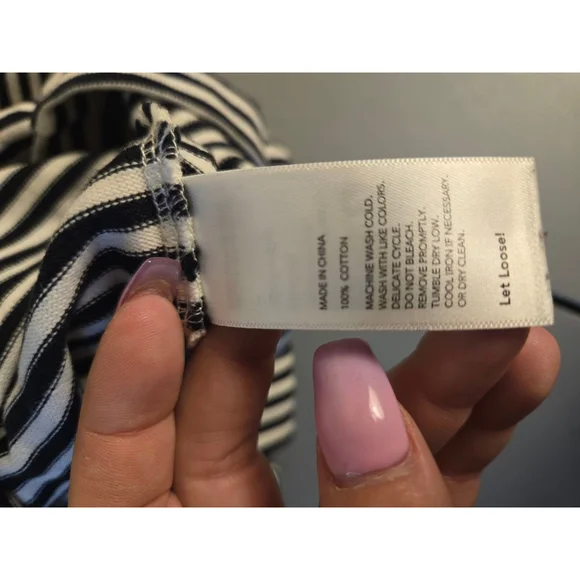 MADE IN CHINA
100% COTTON
MACHINE WASH COLD.
WASH WITH LIKE COLORS.
DELICATE CYCLE.
DO NOT BLEACH.
REMOVE PROMPTLY.
TUMBLE DRY LOW.
COOL IRON IF NECESSARY.
OR DRY CLEAN.
Let Loose!